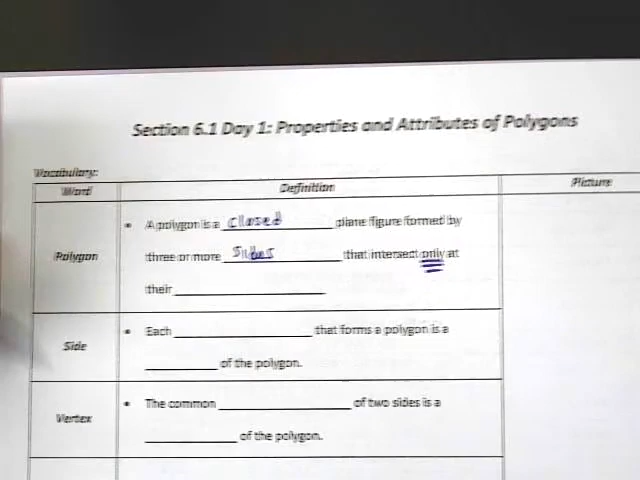 Section 6.1 Day 1: Properties and Attributes of Polygons
Vocabulary:
Word Definition Picture
Polygon
• A polygon is a closed plane figure formed by
three or more sides that intersect only at
their
Side
• Each that forms a polygon is a
of the polygon.
Vertex
• The common of two sides is a
of the polygon.